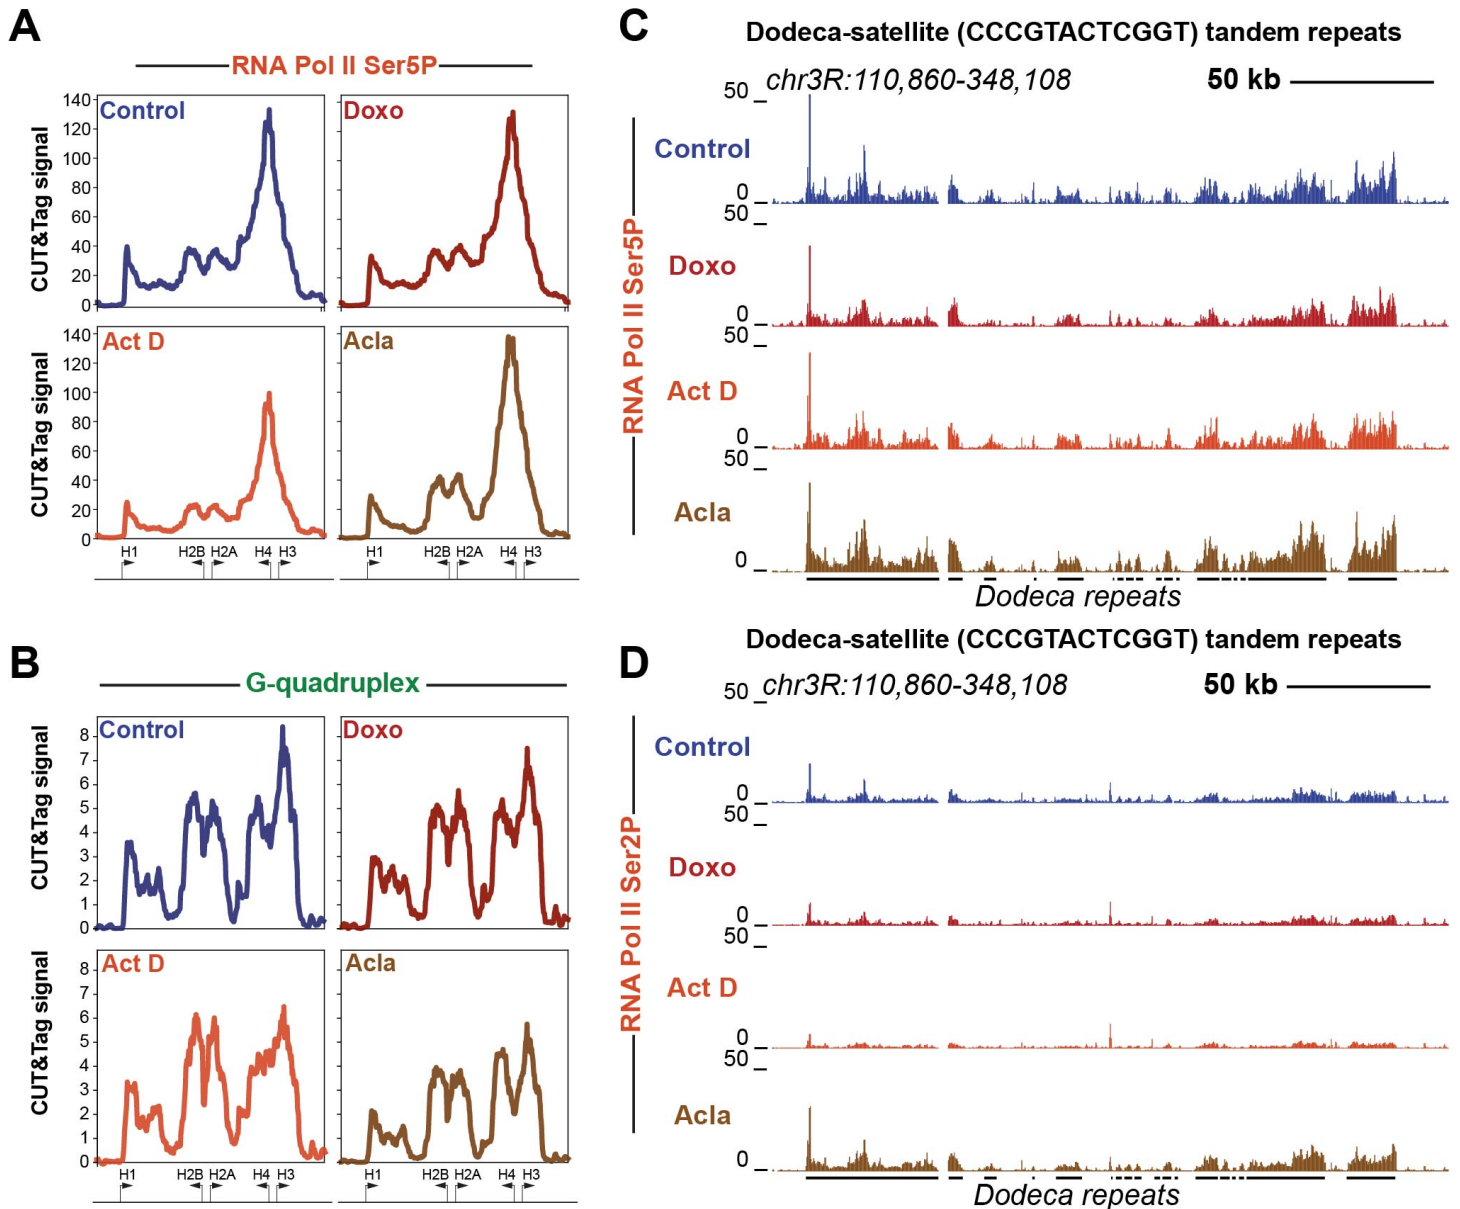 A
RNA Pol II Ser5P
CUT&Tag signal
140
120
100
80
60
40
20
0
Control
Doxo
CUT&Tag signal
140
120
100
80
60
40
20
0
Act D
Acla
H1 H2B H2A H4 H3
H1 H2B H2A H4 H3
B
G-quadruplex
CUT&Tag signal
8
7
6
5
4
3
2
1
0
Control
Doxo
CUT&Tag signal
8
7
6
5
4
3
2
1
0
Act D
Acla
H1 H2B H2A H4 H3
H1 H2B H2A H4 H3
C
Dodeca-satellite (CCCGTACTCGGT) tandem repeats
chr3R:110,860-348,108
50 kb
RNA Pol II Ser5P
50
Control
0
50
Doxo
0
50
Act D
0
50
Acla
0
Dodeca repeats
D
Dodeca-satellite (CCCGTACTCGGT) tandem repeats
chr3R:110,860-348,108
50 kb
RNA Pol II Ser2P
50
Control
0
50
Doxo
0
50
Act D
0
50
Acla
0
Dodeca repeats